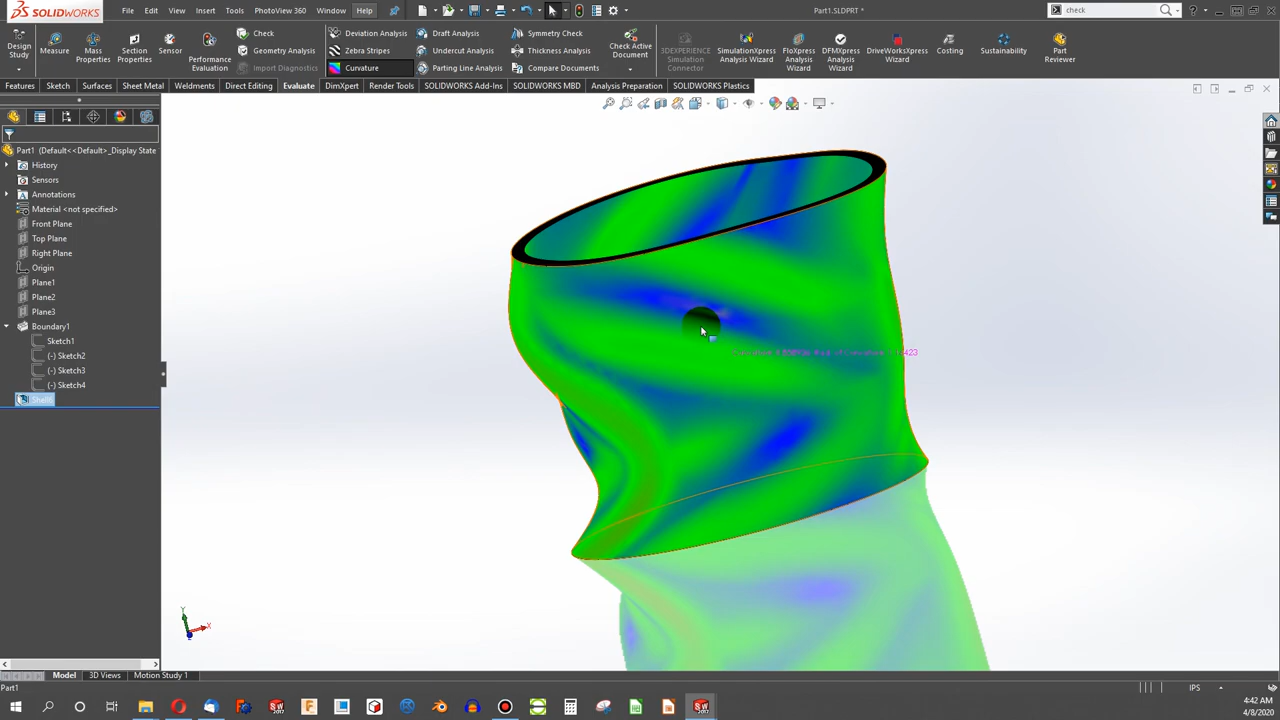 SOLIDWORKS
File Edit View Insert Tools PhotoView 360 Window Help
Part1.SLDPRT *
check
Design Study
Measure
Mass Properties
Section Properties
Sensor
Performance Evaluation
Check
Geometry Analysis
Import Diagnostics
Deviation Analysis
Zebra Stripes
Curvature
Draft Analysis
Undercut Analysis
Parting Line Analysis
Symmetry Check
Thickness Analysis
Compare Documents
Check Active Document
3DEXPERIENCE Simulation Connector
SimulationXpress Analysis Wizard
FloXpress Analysis Wizard
DFMXpress Analysis Wizard
DriveWorksXpress Wizard
Costing
Sustainability
Part Reviewer
Features Sketch Surfaces Sheet Metal Weldments Direct Editing Evaluate DimXpert Render Tools SOLIDWORKS Add-Ins SOLIDWORKS MBD Analysis Preparation SOLIDWORKS Plastics
Part1 (Default<<Default>_Display State
History
Sensors
Annotations
Material <not specified>
Front Plane
Top Plane
Right Plane
Origin
Plane1
Plane2
Plane3
Boundary1
Sketch1
(-) Sketch2
(-) Sketch3
(-) Sketch4
Shell6
Y
X
Model 3D Views Motion Study 1
Part1
IPS
4:42 AM
4/8/2020